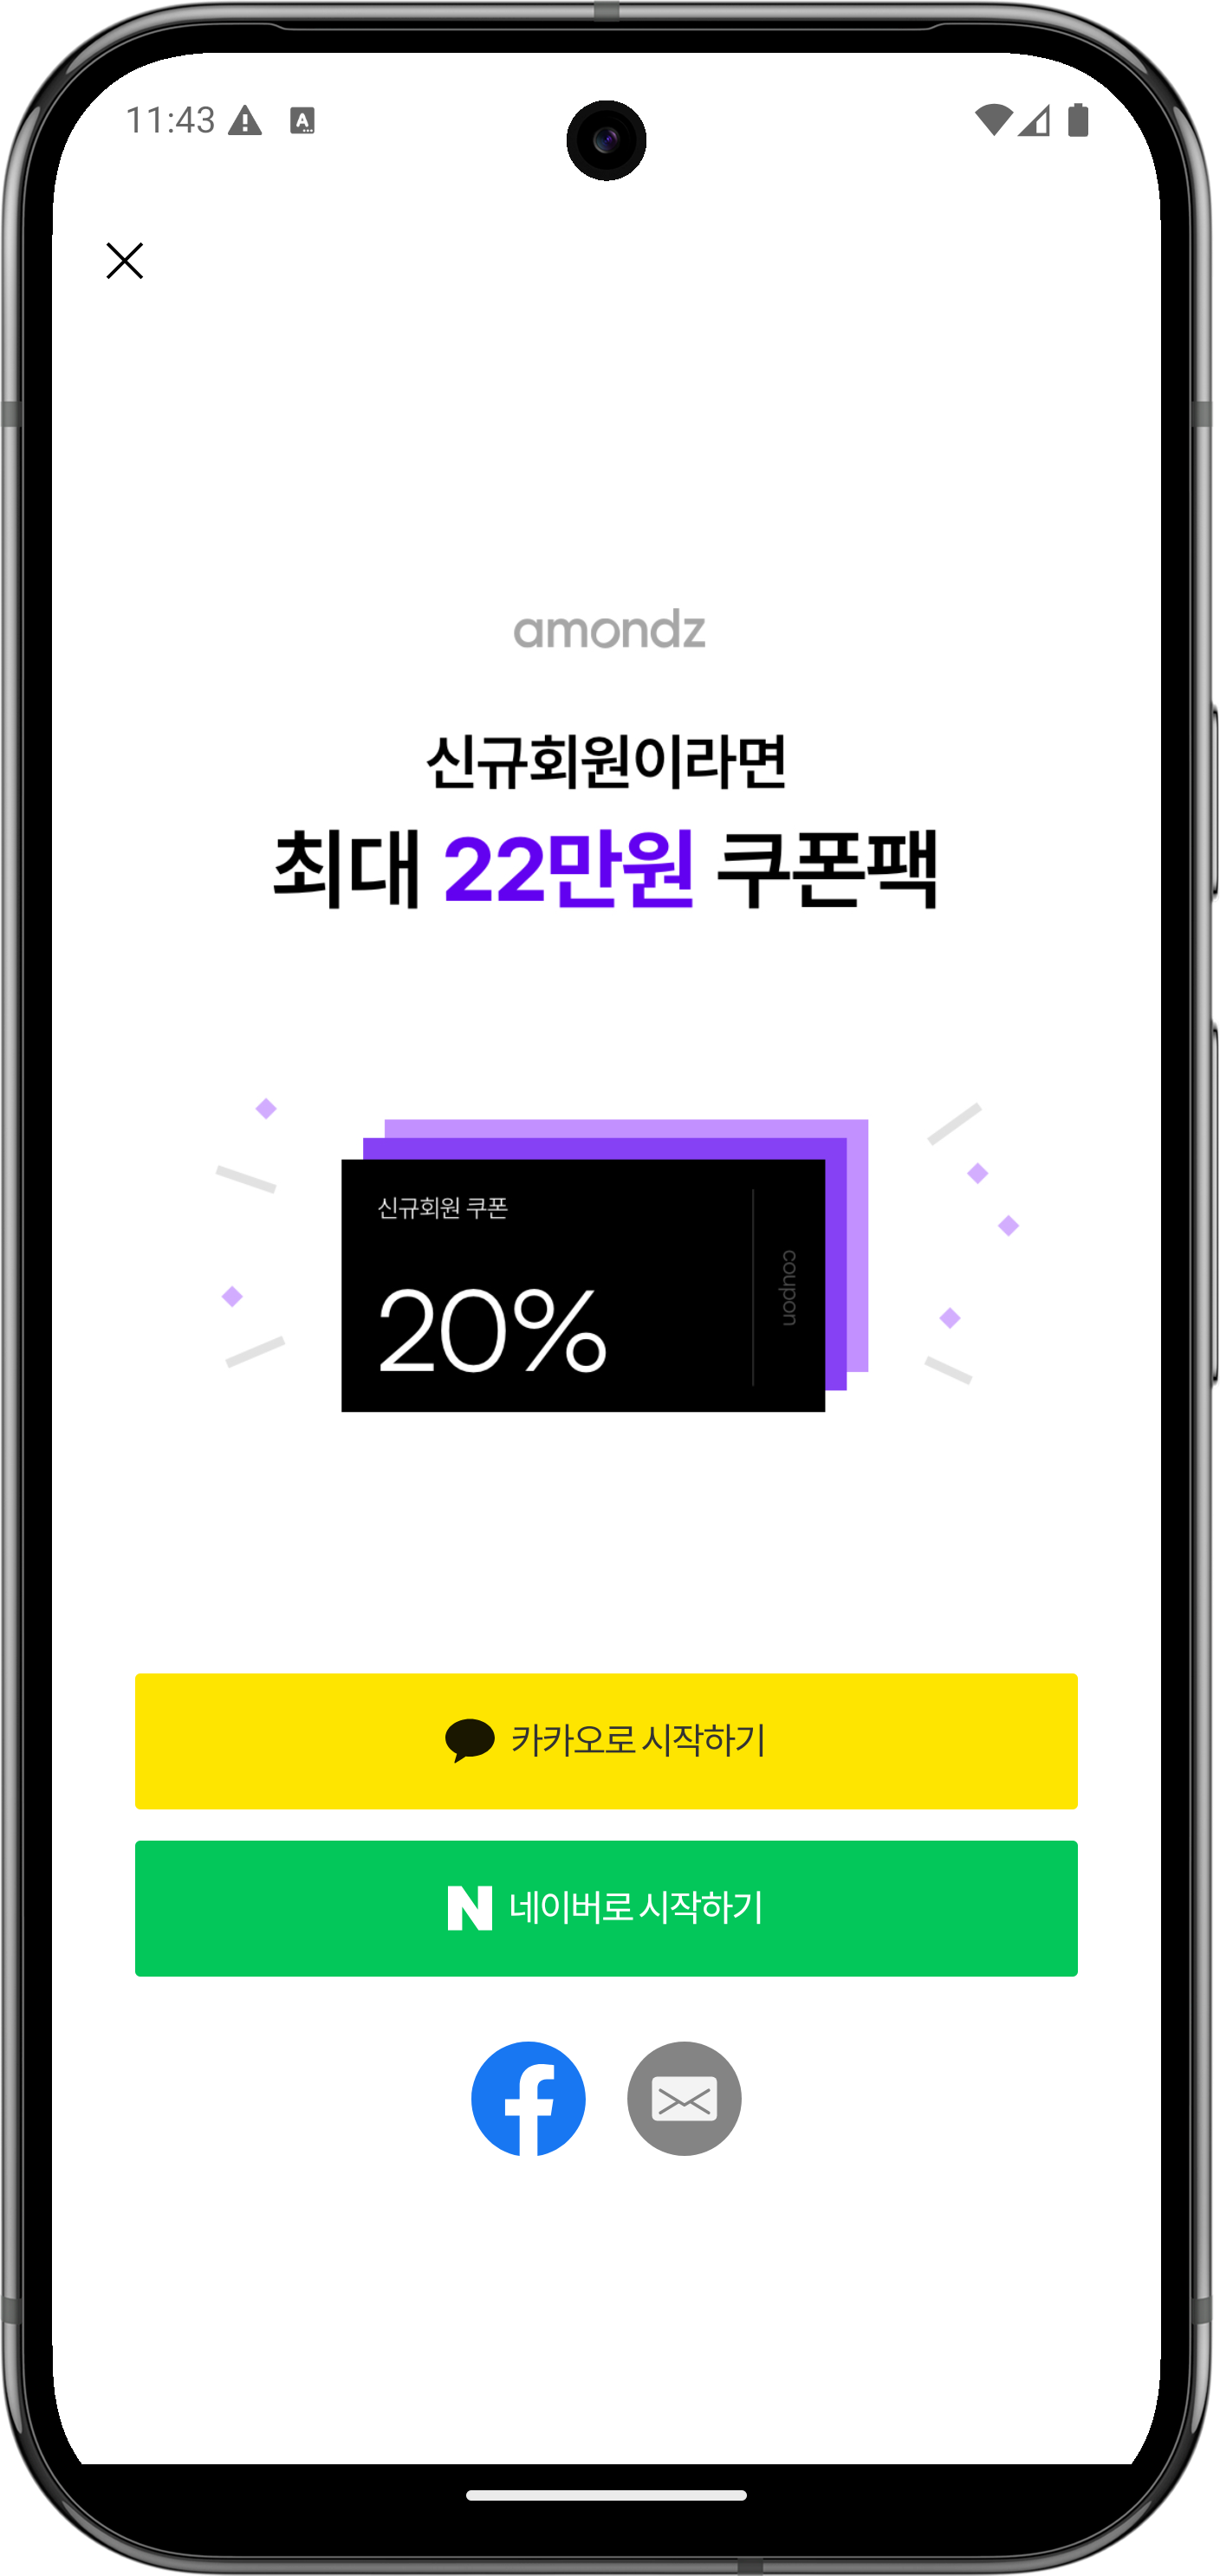 11:43
amondz
신규회원이라면
최대 22만원 쿠폰팩
신규회원 쿠폰
20%
coupon
카카오로 시작하기
네이버로 시작하기